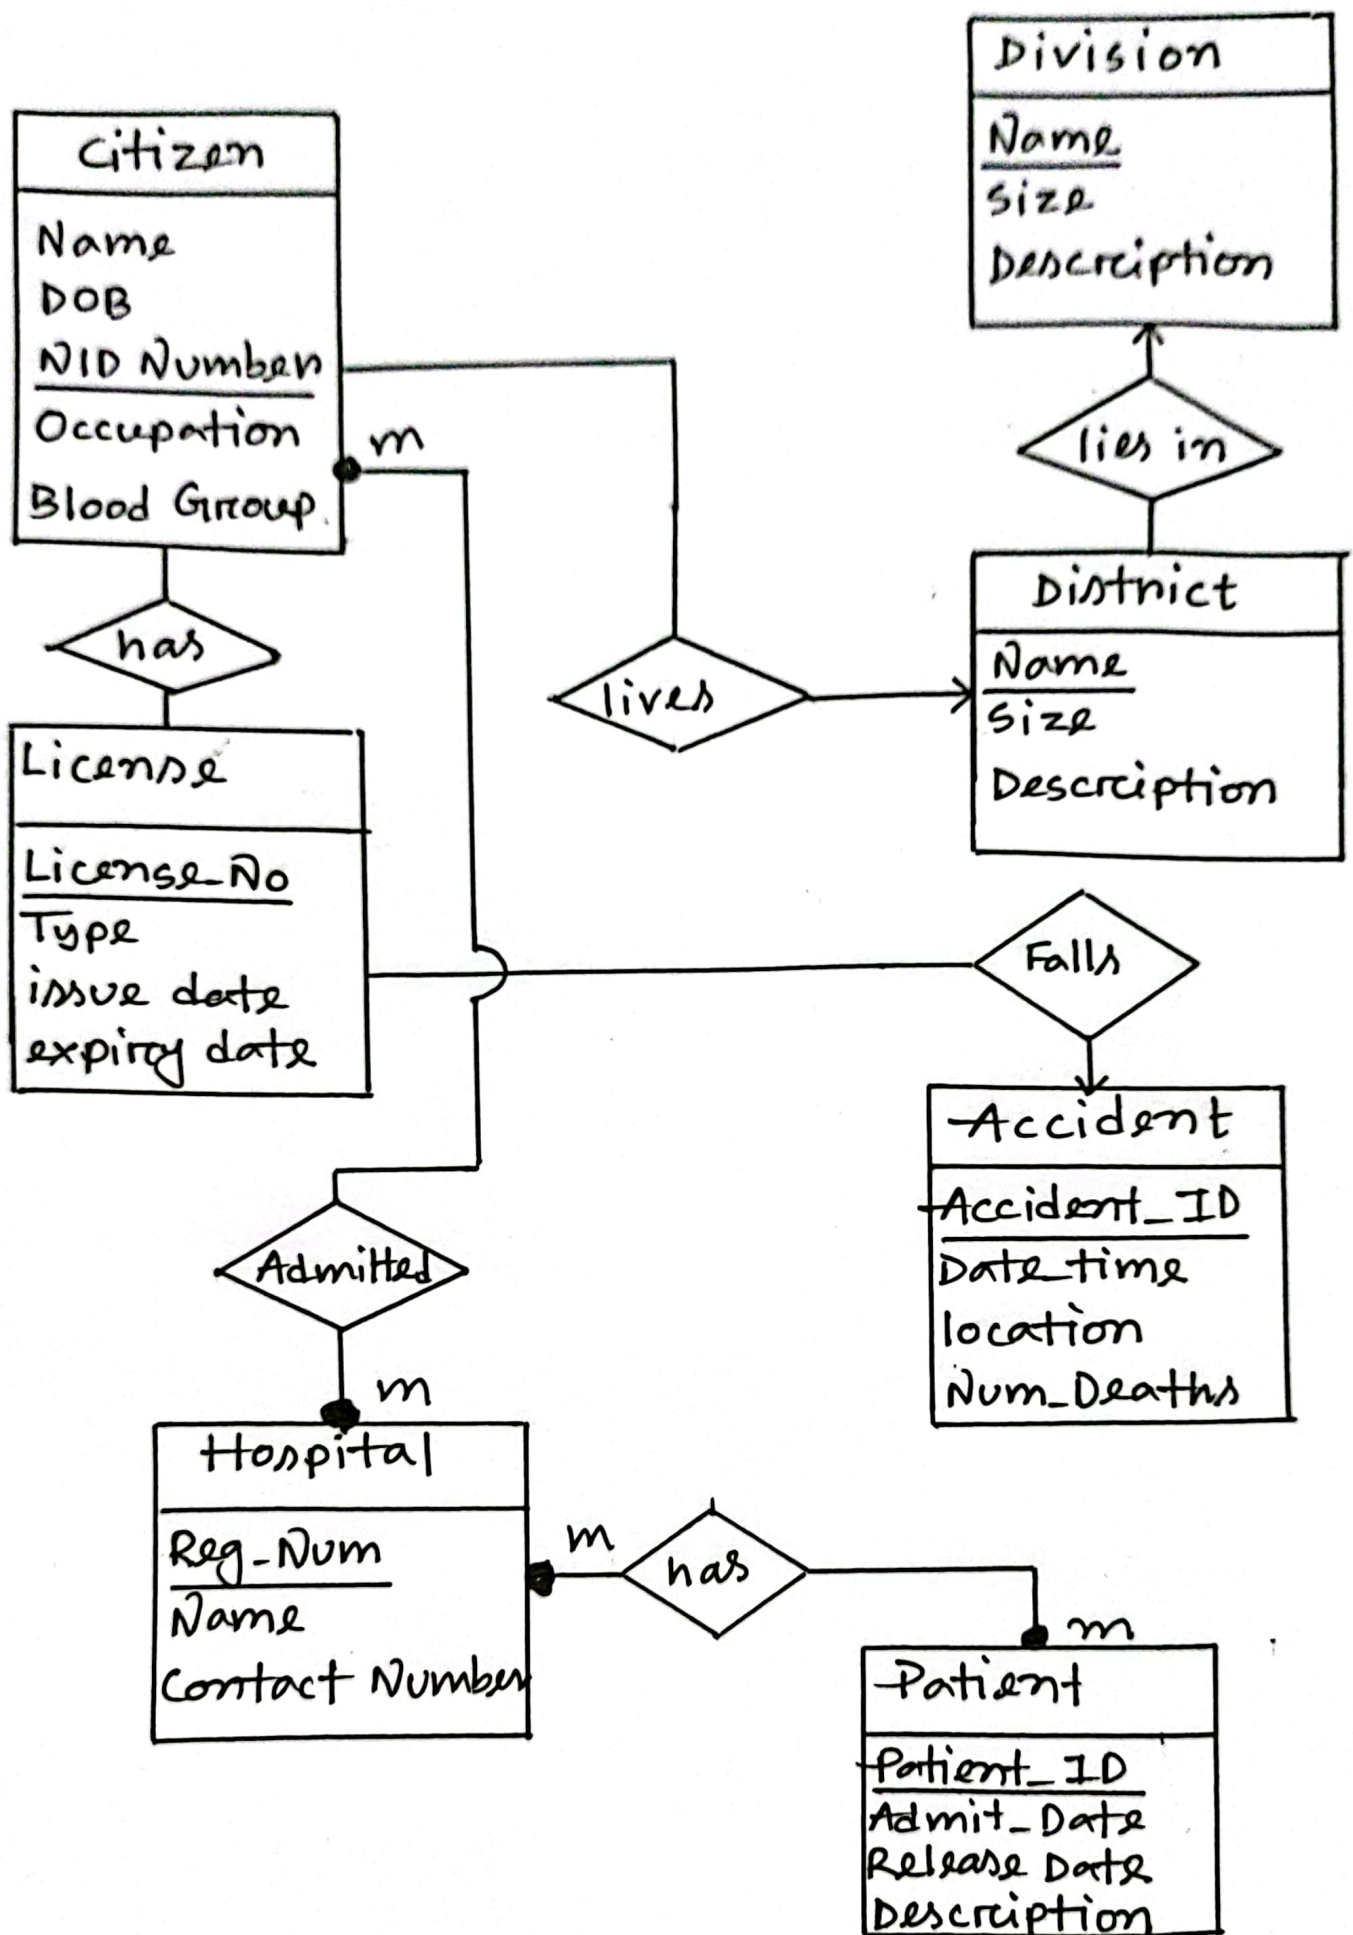 Division
Name
Size
Description
Citizen
Name
DOB
NID Number
Occupation
Blood Group
m
lies in
has
lives
District
Name
Size
Description
License
License_No
Type
issue date
expiry date
Falls
Accident
Accident_ID
Date_time
location
Num_Deaths
Admitted
m
Hospital
Reg_Num
Name
Contact Number
m
has
m
Patient
Patient_ID
Admit_Date
Release Date
Description